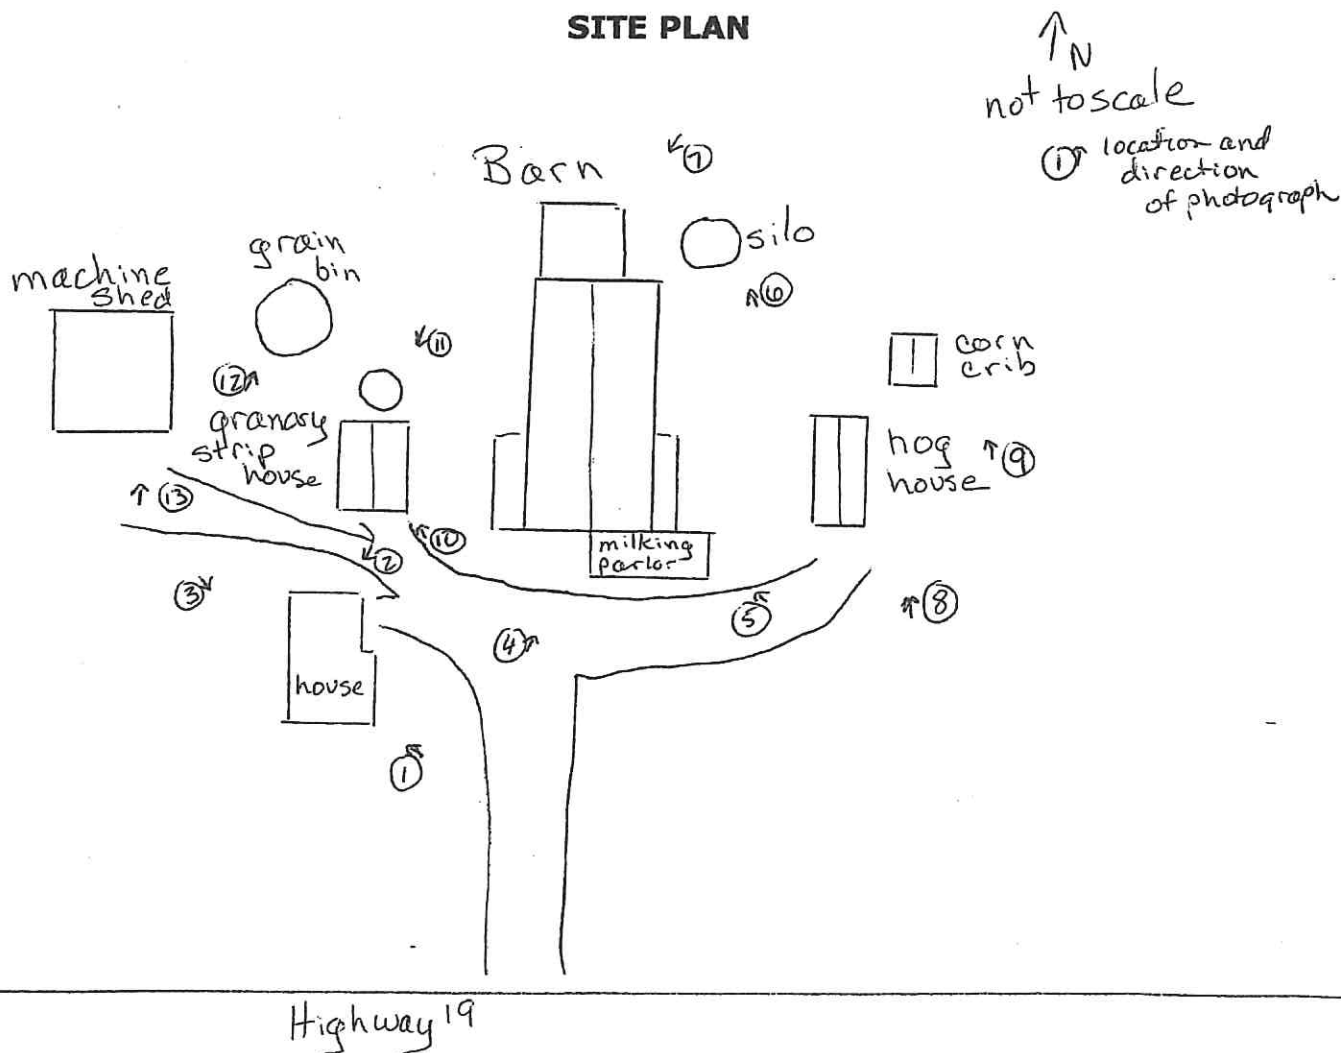 SITE PLAN
N
not to scale
1 location and
direction
of photograph
Barn
7
silo
6
grain
bin
machine
shed
11
12
corn
crib
granary
strip
house
hog
house
9
13
10
milking
parlor
2
3
5
8
4
house
1
Highway 19